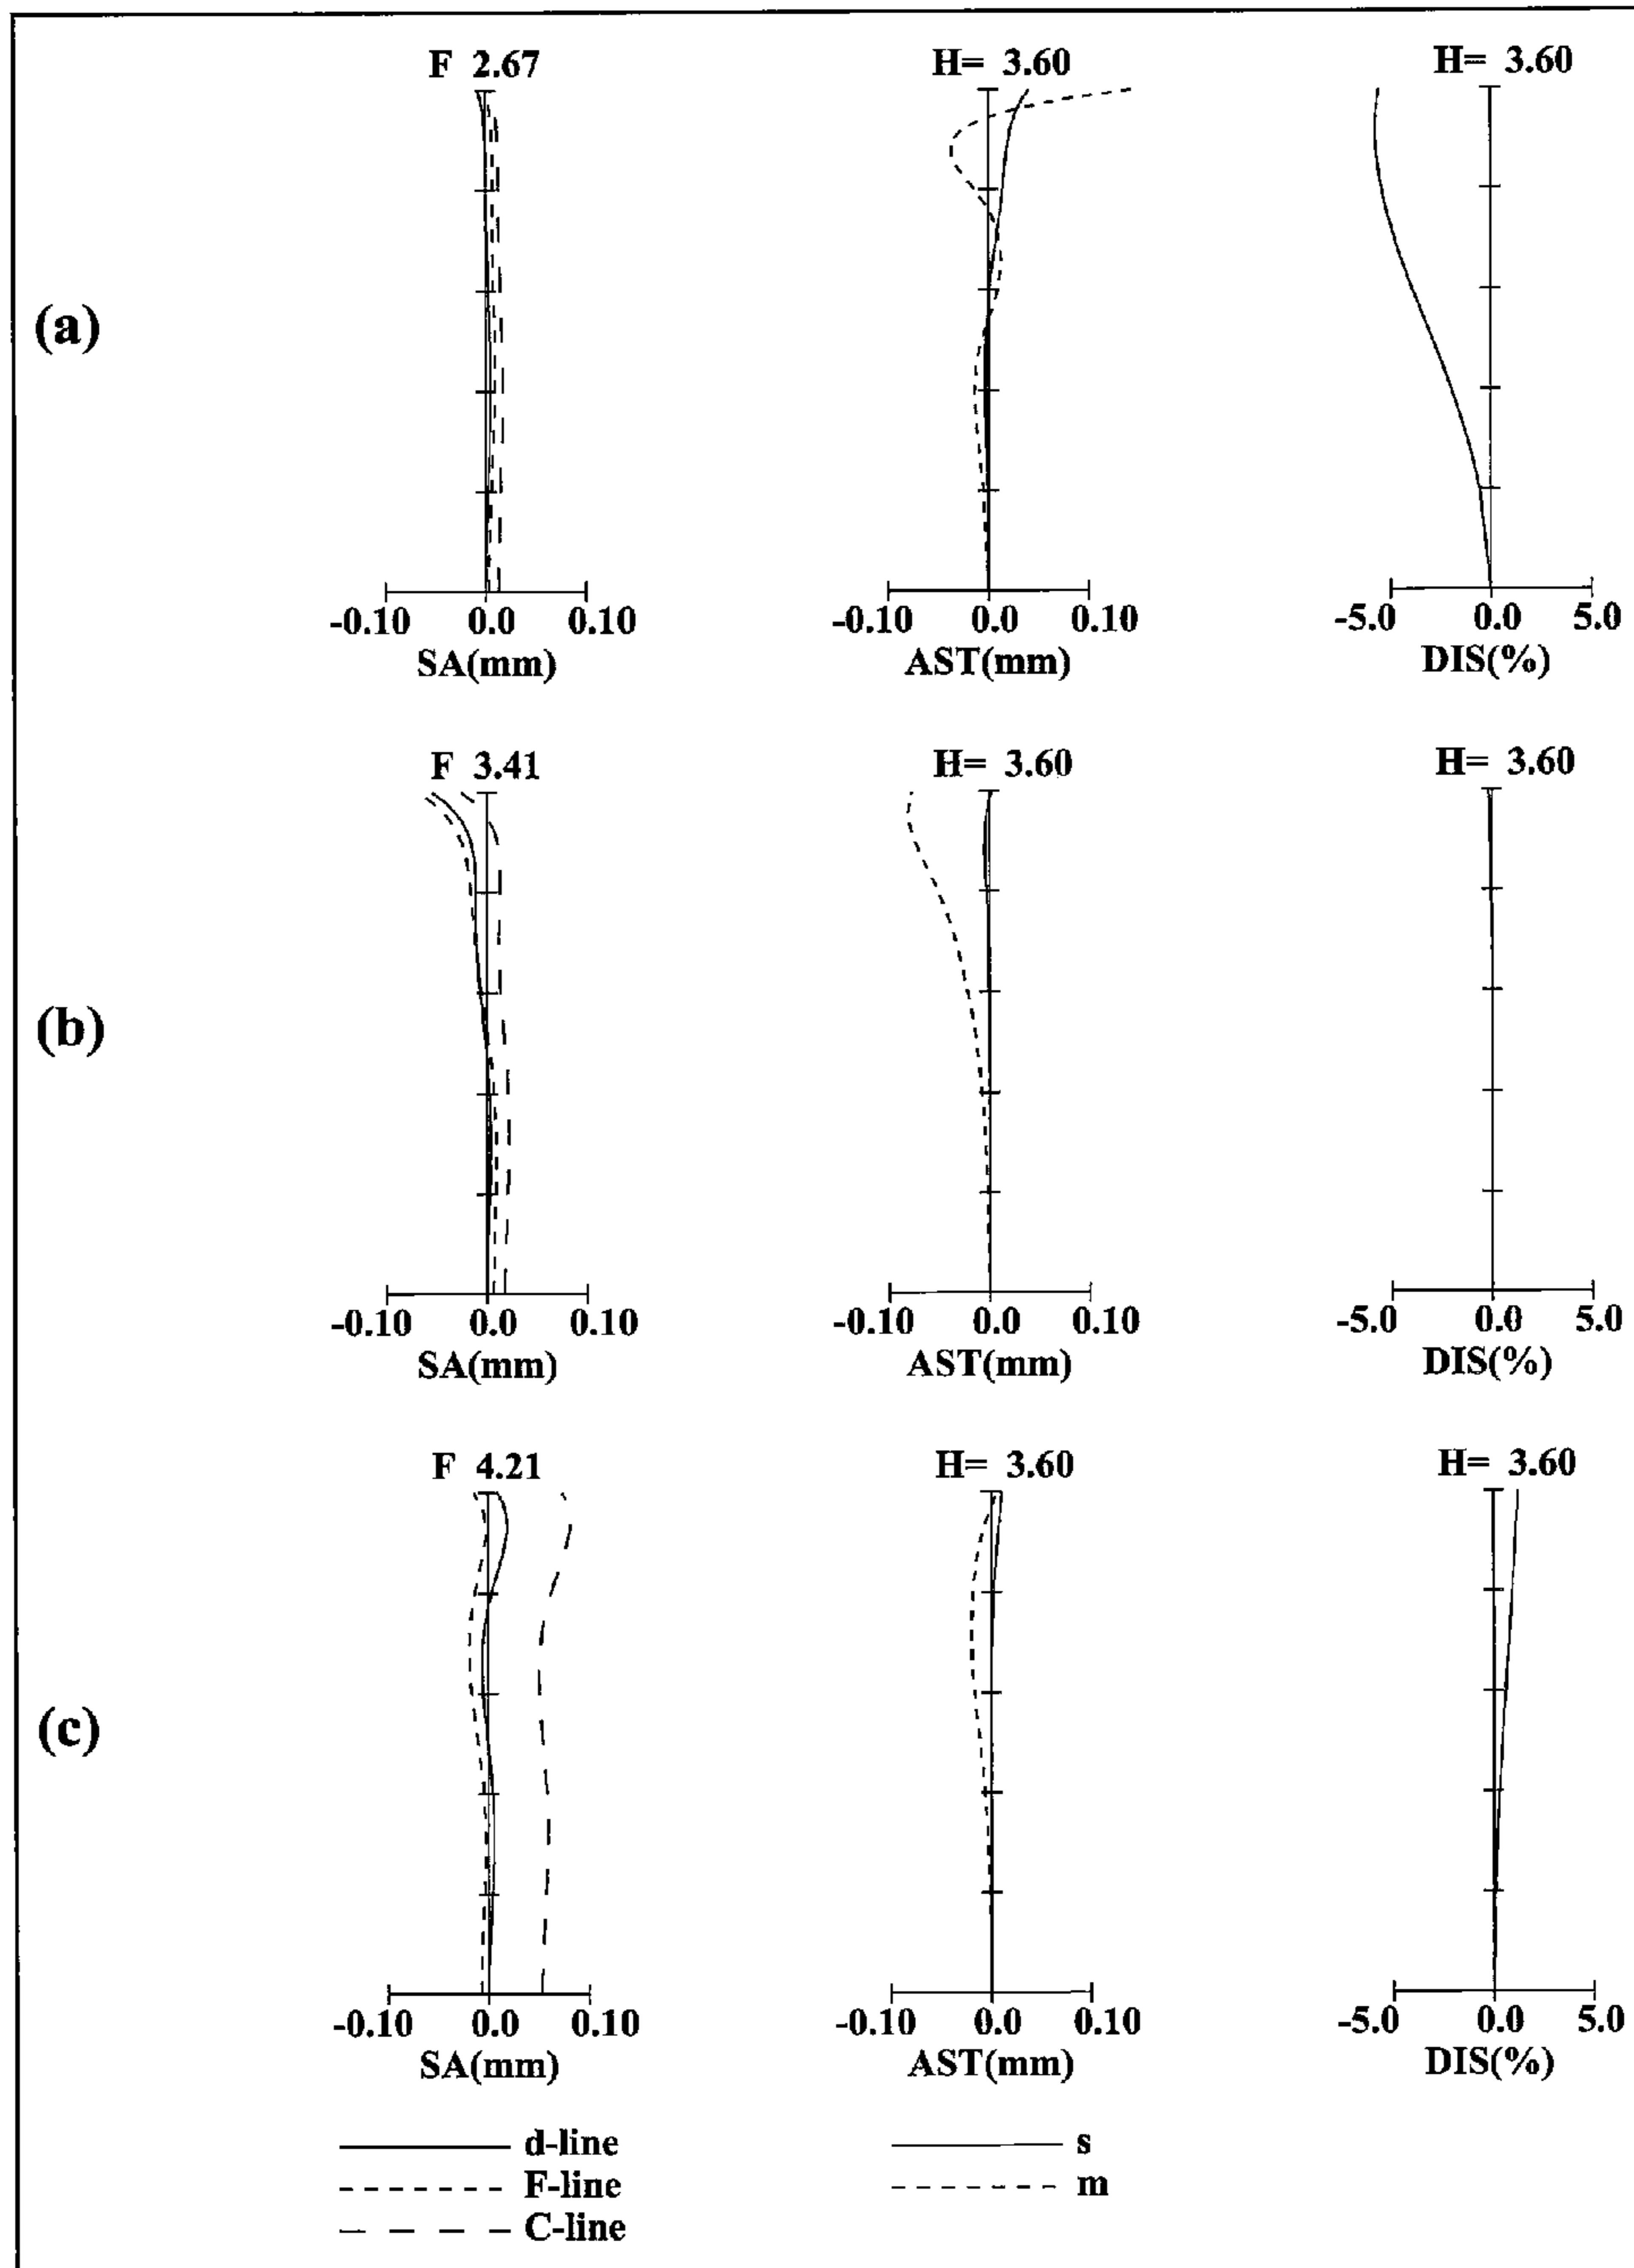 (a)
F 2.67
H= 3.60
H= 3.60
-0.10 0.0 0.10
SA(mm)
-0.10 0.0 0.10
AST(mm)
-5.0 0.0 5.0
DIS(%)
(b)
F 3.41
H= 3.60
H= 3.60
-0.10 0.0 0.10
SA(mm)
-0.10 0.0 0.10
AST(mm)
-5.0 0.0 5.0
DIS(%)
(c)
F 4.21
H= 3.60
H= 3.60
-0.10 0.0 0.10
SA(mm)
-0.10 0.0 0.10
AST(mm)
-5.0 0.0 5.0
DIS(%)
d-line
F-line
C-line
s
m